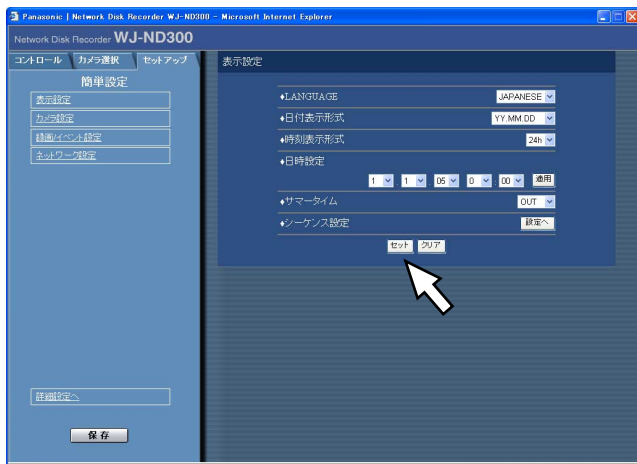 Panasonic | Network Disk Recorder WJ-ND300 - Microsoft Internet Explorer
Network Disk Recorder WJ-ND300
コントロール カメラ選択 セットアップ
簡単設定
表示設定
カメラ設定
録画/イベント設定
ネットワーク設定
詳細設定へ
保存
表示設定
♦LANGUAGE JAPANESE
♦日付表示形式 YY.MM.DD
♦時刻表示形式 24h
♦日時設定
1 . 1 . 05 0 : 00 適用
♦サマータイム OUT
♦シーケンス設定 設定へ
セット クリア